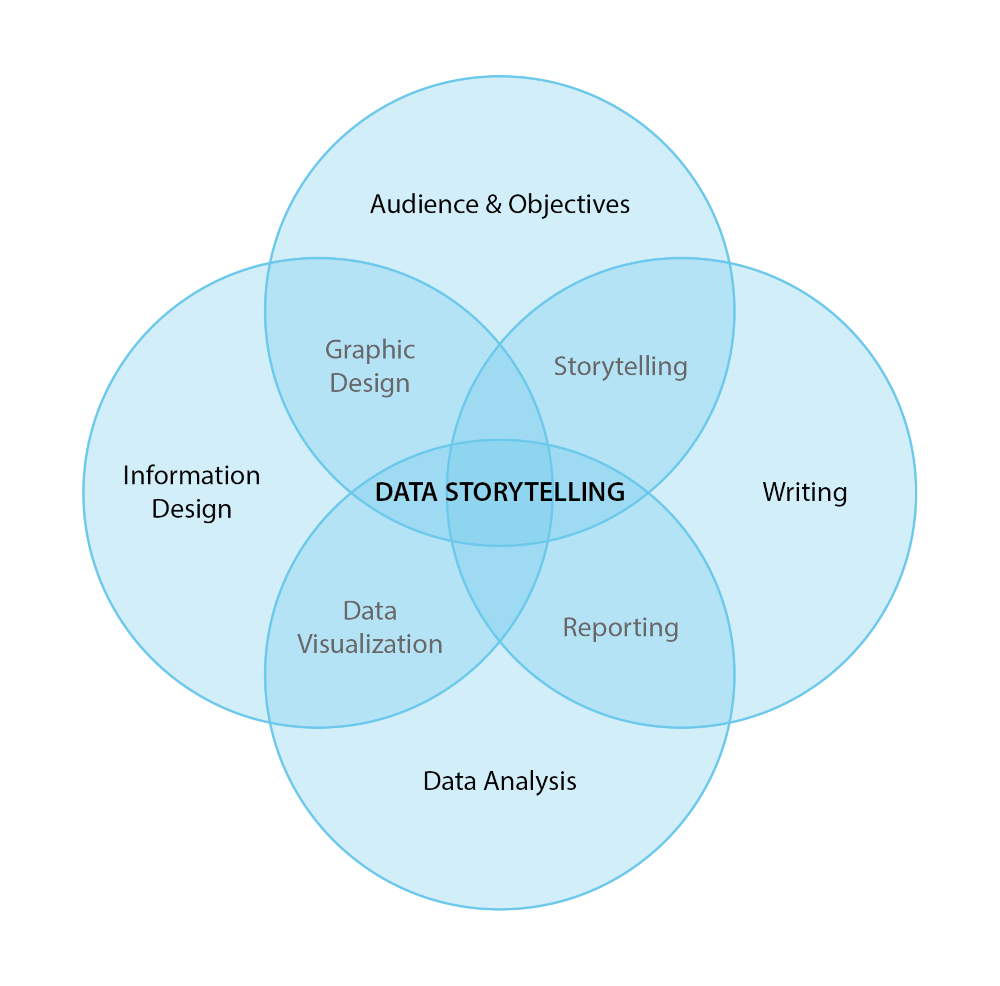 Audience & Objectives
Graphic
Design
Storytelling
Information
Design
DATA STORYTELLING
Writing
Data
Visualization
Reporting
Data Analysis